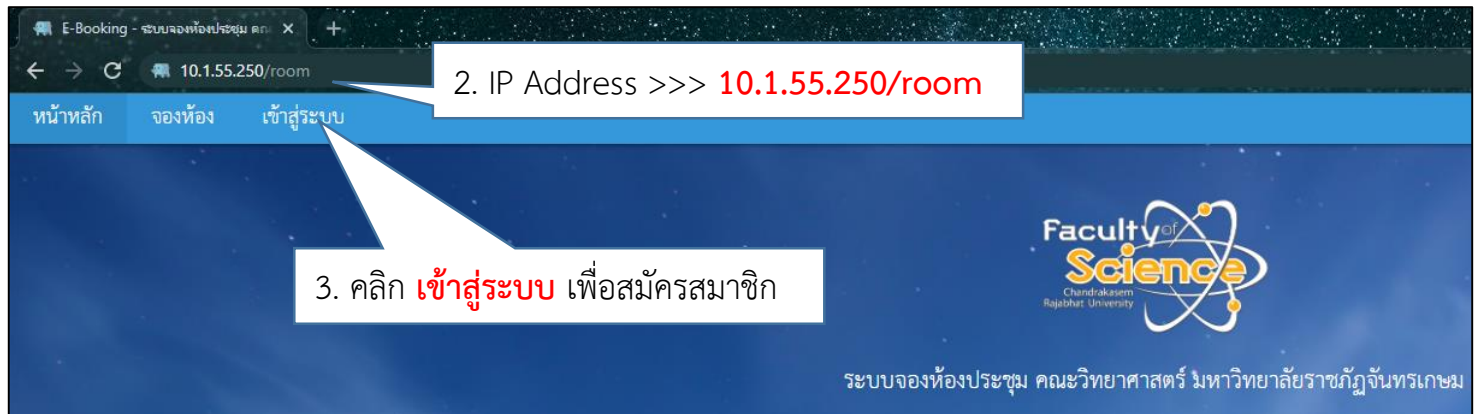 E-Booking - ระบบจองห้องประชุม คณ
10.1.55.250/room
2. IP Address >>> 10.1.55.250/room
หน้าหลัก จองห้อง เข้าสู่ระบบ
3. คลิก เข้าสู่ระบบ เพื่อสมัครสมาชิก
Faculty of
Science
Chandrakasem
Rajabhat University
ระบบจองห้องประชุม คณะวิทยาศาสตร์ มหาวิทยาลัยราชภัฏจันทรเกษม